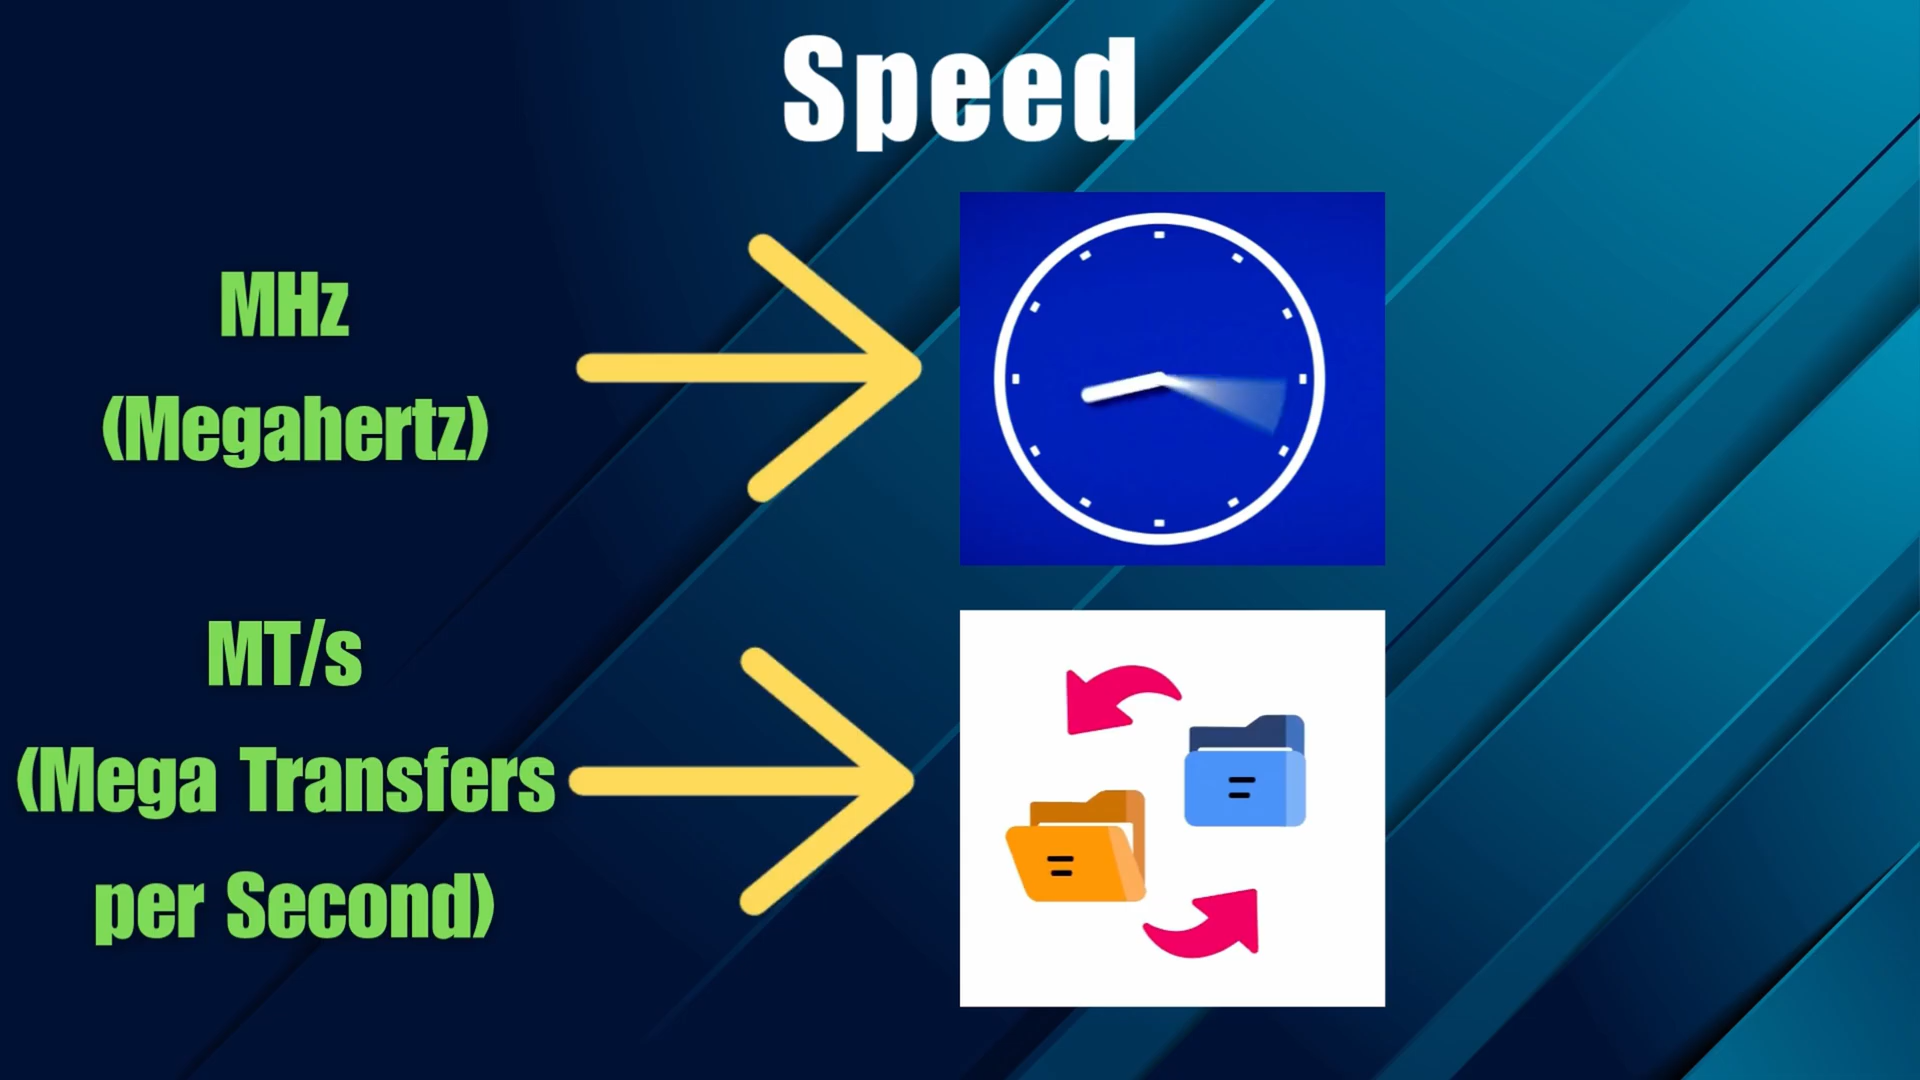 Speed
MHz
(Megahertz)
MT/s
(Mega Transfers
per Second)